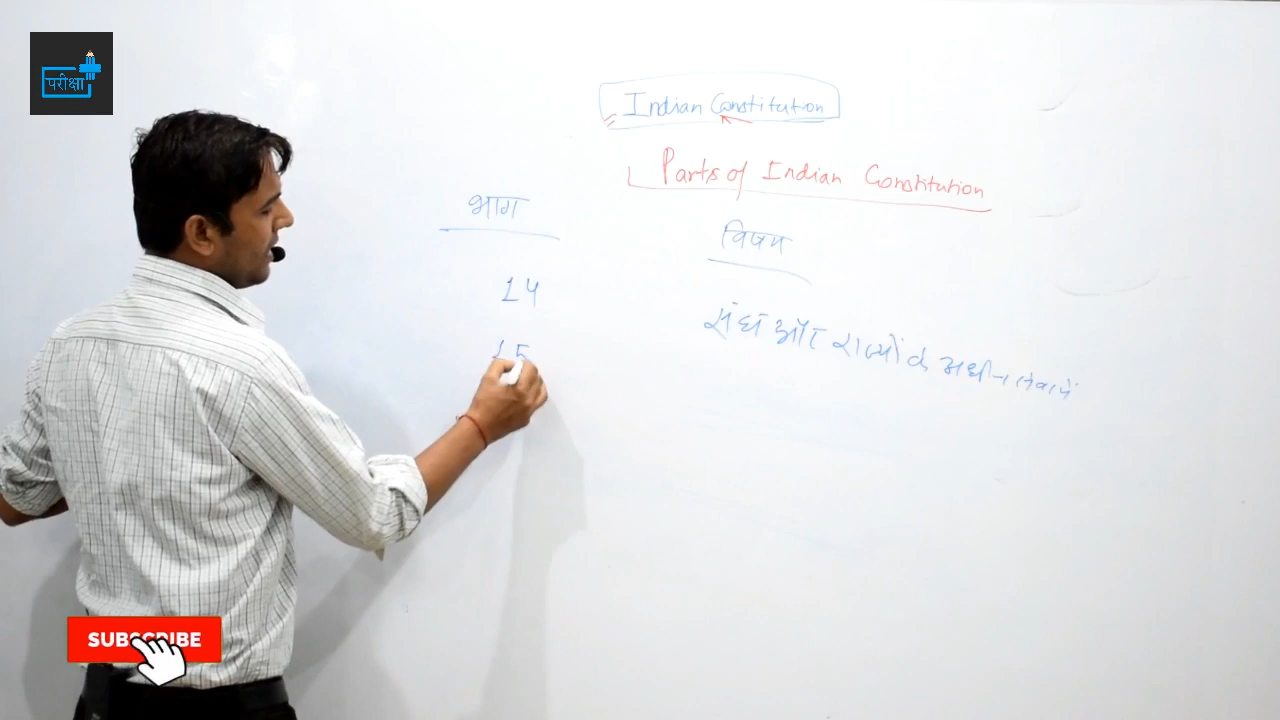 परीक्षा
Indian Constitution
Parts of Indian Constitution
भाग
विषय
14
संघ और राज्यों के अधीन सेवायें
15
SUBSCRIBE